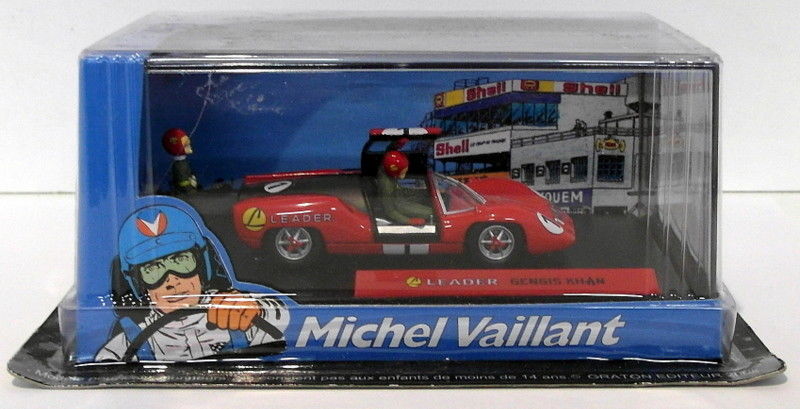 Shell
Shell
Shell
QUEM
LEADER
LEADER GENGIS KHAN
Michel Vaillant
pas aux enfants de moins de 14 ans © GRATON